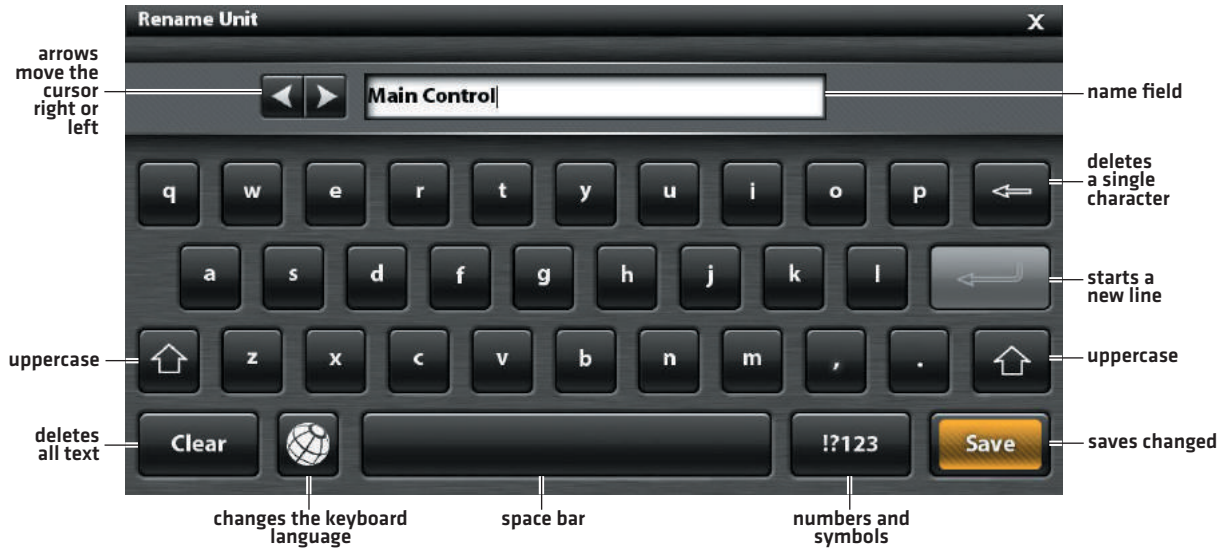 Rename Unit X
arrows
move the
cursor
right or
left
Main Control
name field
q w e r t y u i o p
deletes
a single
character
a s d f g h j k l
starts a
new line
uppercase
z x c v b n m , .
uppercase
deletes
all text
Clear !?123 Save
saves changed
changes the keyboard
language
space bar
numbers and
symbols